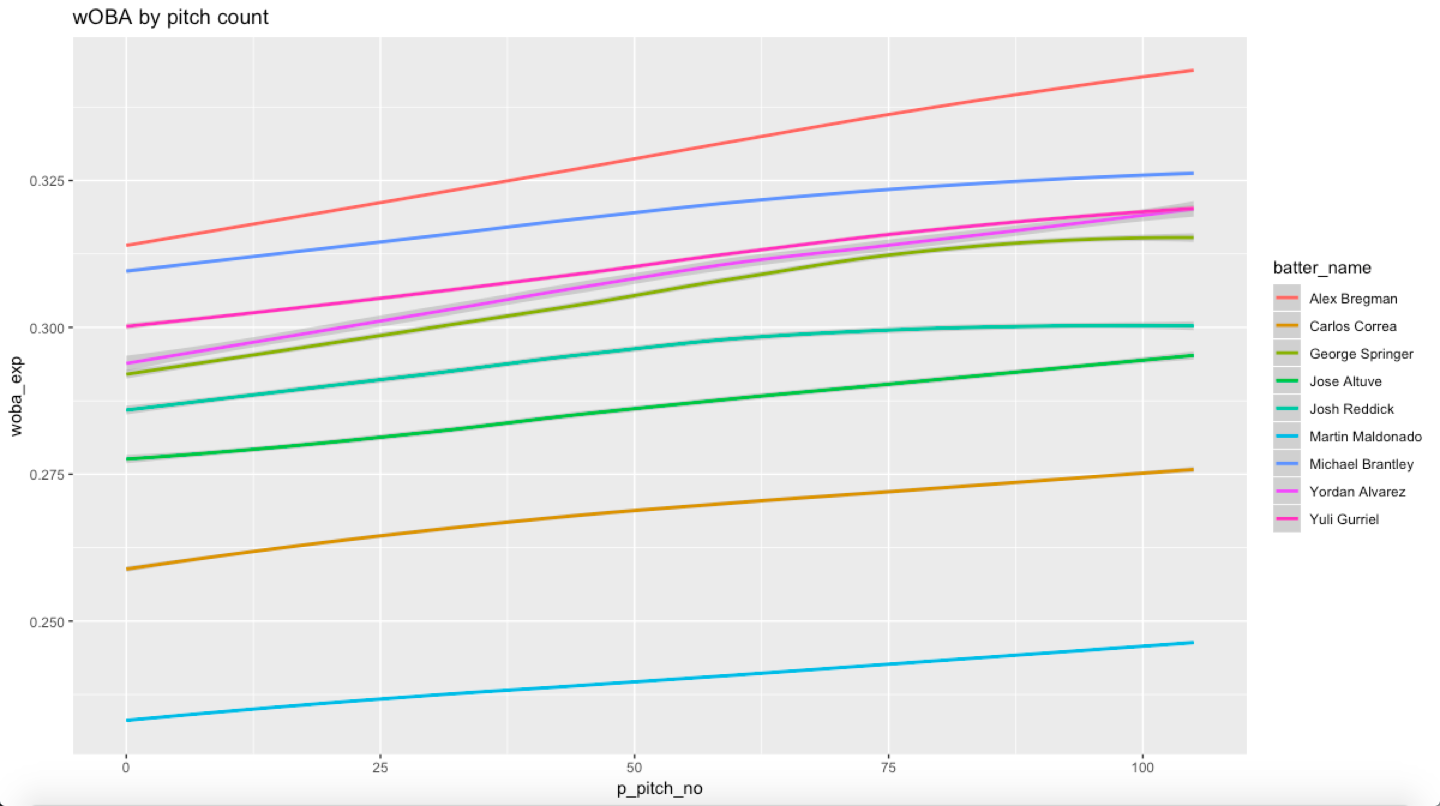 wOBA by pitch count
woba_exp
0.325
0.300
0.275
0.250
0
25
50
75
100
p_pitch_no
batter_name
Alex Bregman
Carlos Correa
George Springer
Jose Altuve
Josh Reddick
Martin Maldonado
Michael Brantley
Yordan Alvarez
Yuli Gurriel